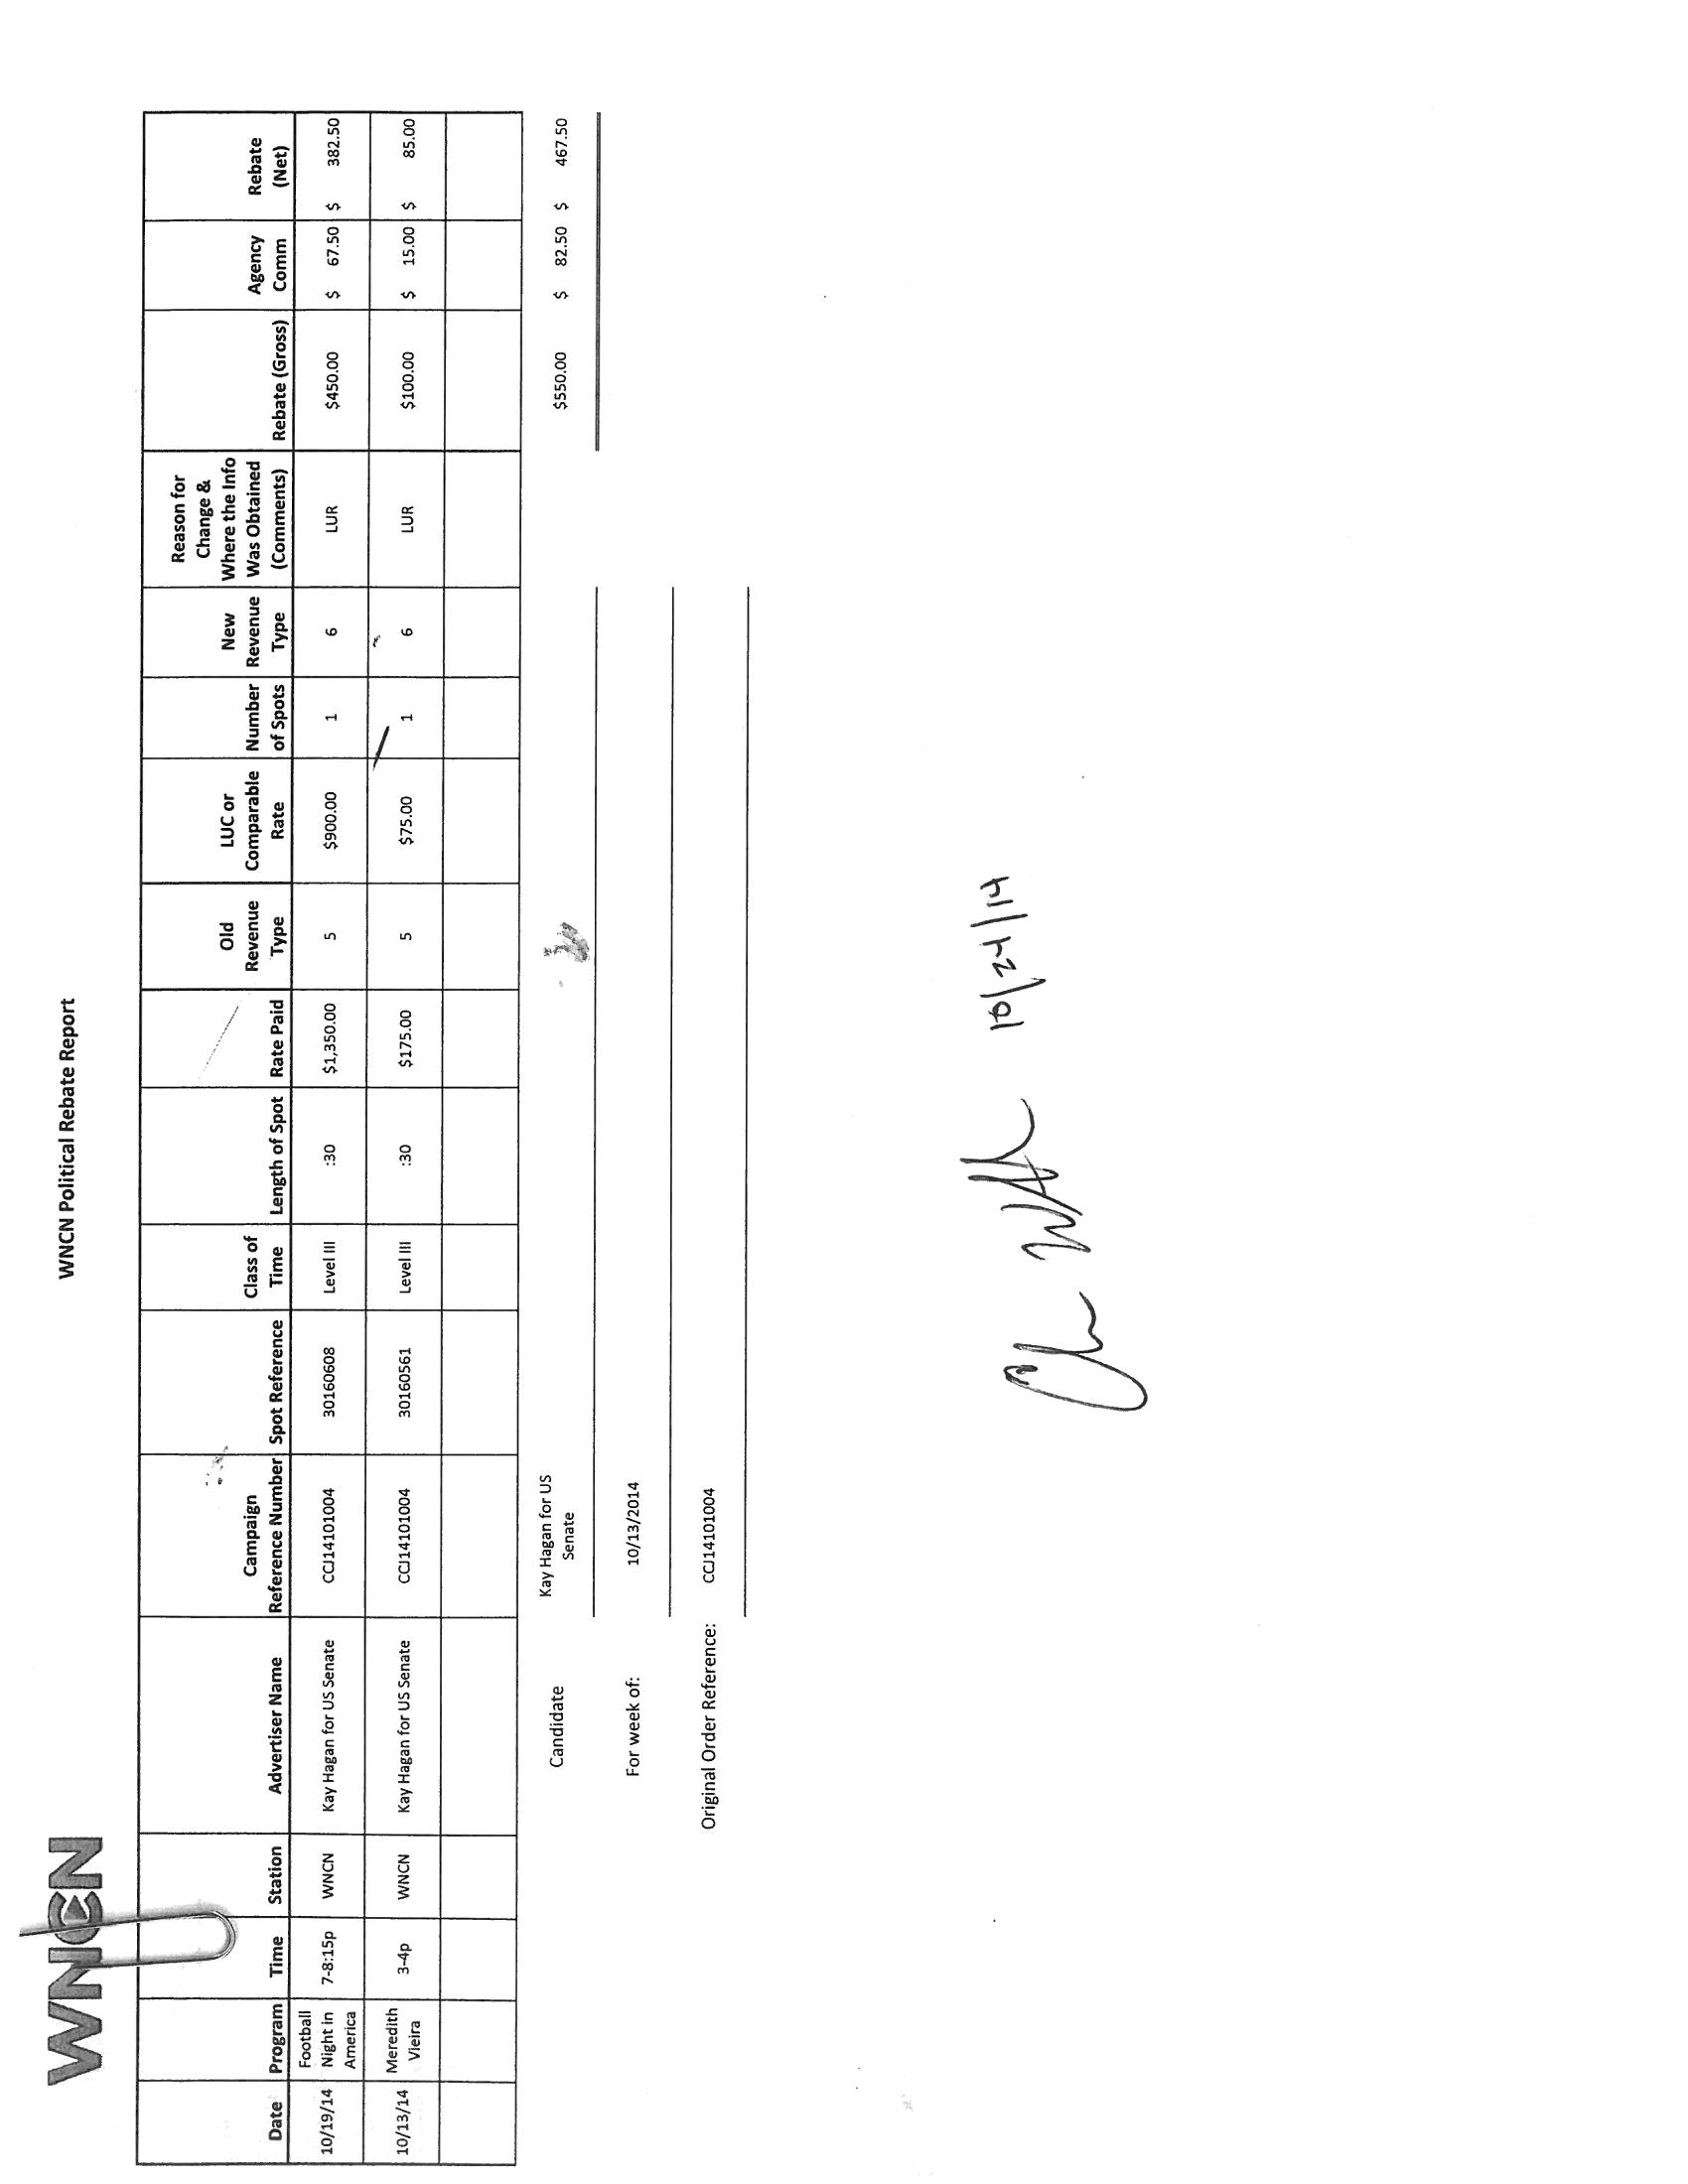 WNCN
WNCN Political Rebate Report
Date Program Time Station Advertiser Name Campaign Reference Number Spot Reference Class of Time Length of Spot Rate Paid Old Revenue Type LUC or Comparable Rate Number of Spots New Revenue Type Reason for Change & Where the Info Was Obtained (Comments) Rebate (Gross) Agency Comm Rebate (Net)
10/19/14 Football Night in America 7-8:15p WNCN Kay Hagan for US Senate CCJ14101004 30160608 Level III :30 $1,350.00 5 $900.00 1 6 LUR $450.00 $ 67.50 $ 382.50
10/13/14 Meredith Vieira 3-4p WNCN Kay Hagan for US Senate CCJ14101004 30160561 Level III :30 $175.00 5 $75.00 1 6 LUR $100.00 $ 15.00 $ 85.00
Candidate Kay Hagan for US Senate $550.00 $ 82.50 $ 467.50
For week of: 10/13/2014
Original Order Reference: CCJ14101004
10/24/14